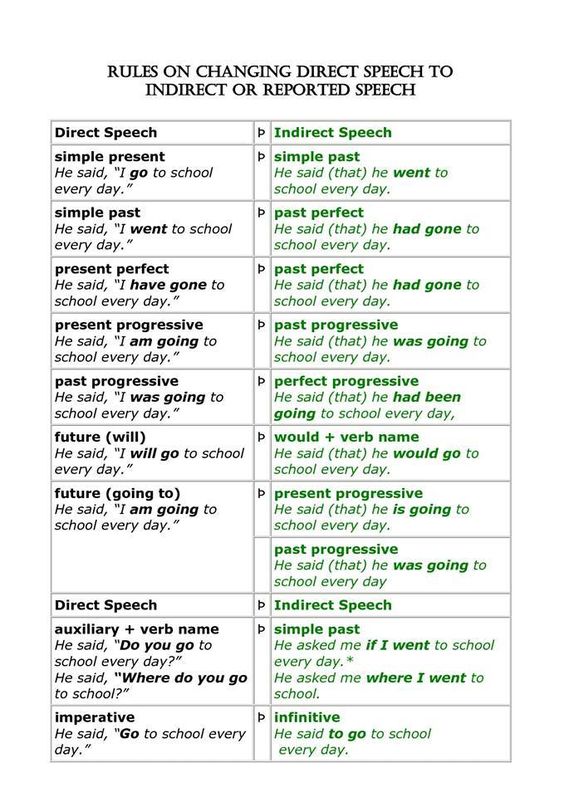 RULES ON CHANGING DIRECT SPEECH TO
INDIRECT OR REPORTED SPEECH
Direct Speech Þ Indirect Speech
simple present
He said, “I go to school
every day.”
Þ
simple past
He said (that) he went to
school every day.
simple past
He said, “I went to school
every day.”
Þ
past perfect
He said (that) he had gone to
school every day.
present perfect
He said, “I have gone to
school every day.”
Þ
past perfect
He said (that) he had gone to
school every day.
present progressive
He said, “I am going to
school every day.”
Þ
past progressive
He said (that) he was going to
school every day.
past progressive
He said, “I was going to
school every day.”
Þ
perfect progressive
He said (that) he had been
going to school every day,
future (will)
He said, “I will go to school
every day.”
Þ
would + verb name
He said (that) he would go to
school every day.
future (going to)
He said, “I am going to
school every day.”
Þ
present progressive
He said (that) he is going to
school every day.
past progressive
He said (that) he was going to
school every day
Direct Speech Þ Indirect Speech
auxiliary + verb name
He said, “Do you go to
school every day?”
He said, “Where do you go
to school?”
Þ
simple past
He asked me if I went to school
every day.*
He asked me where I went to
school.
imperative
He said, “Go to school every
day.”
Þ
infinitive
He said to go to school
every day.